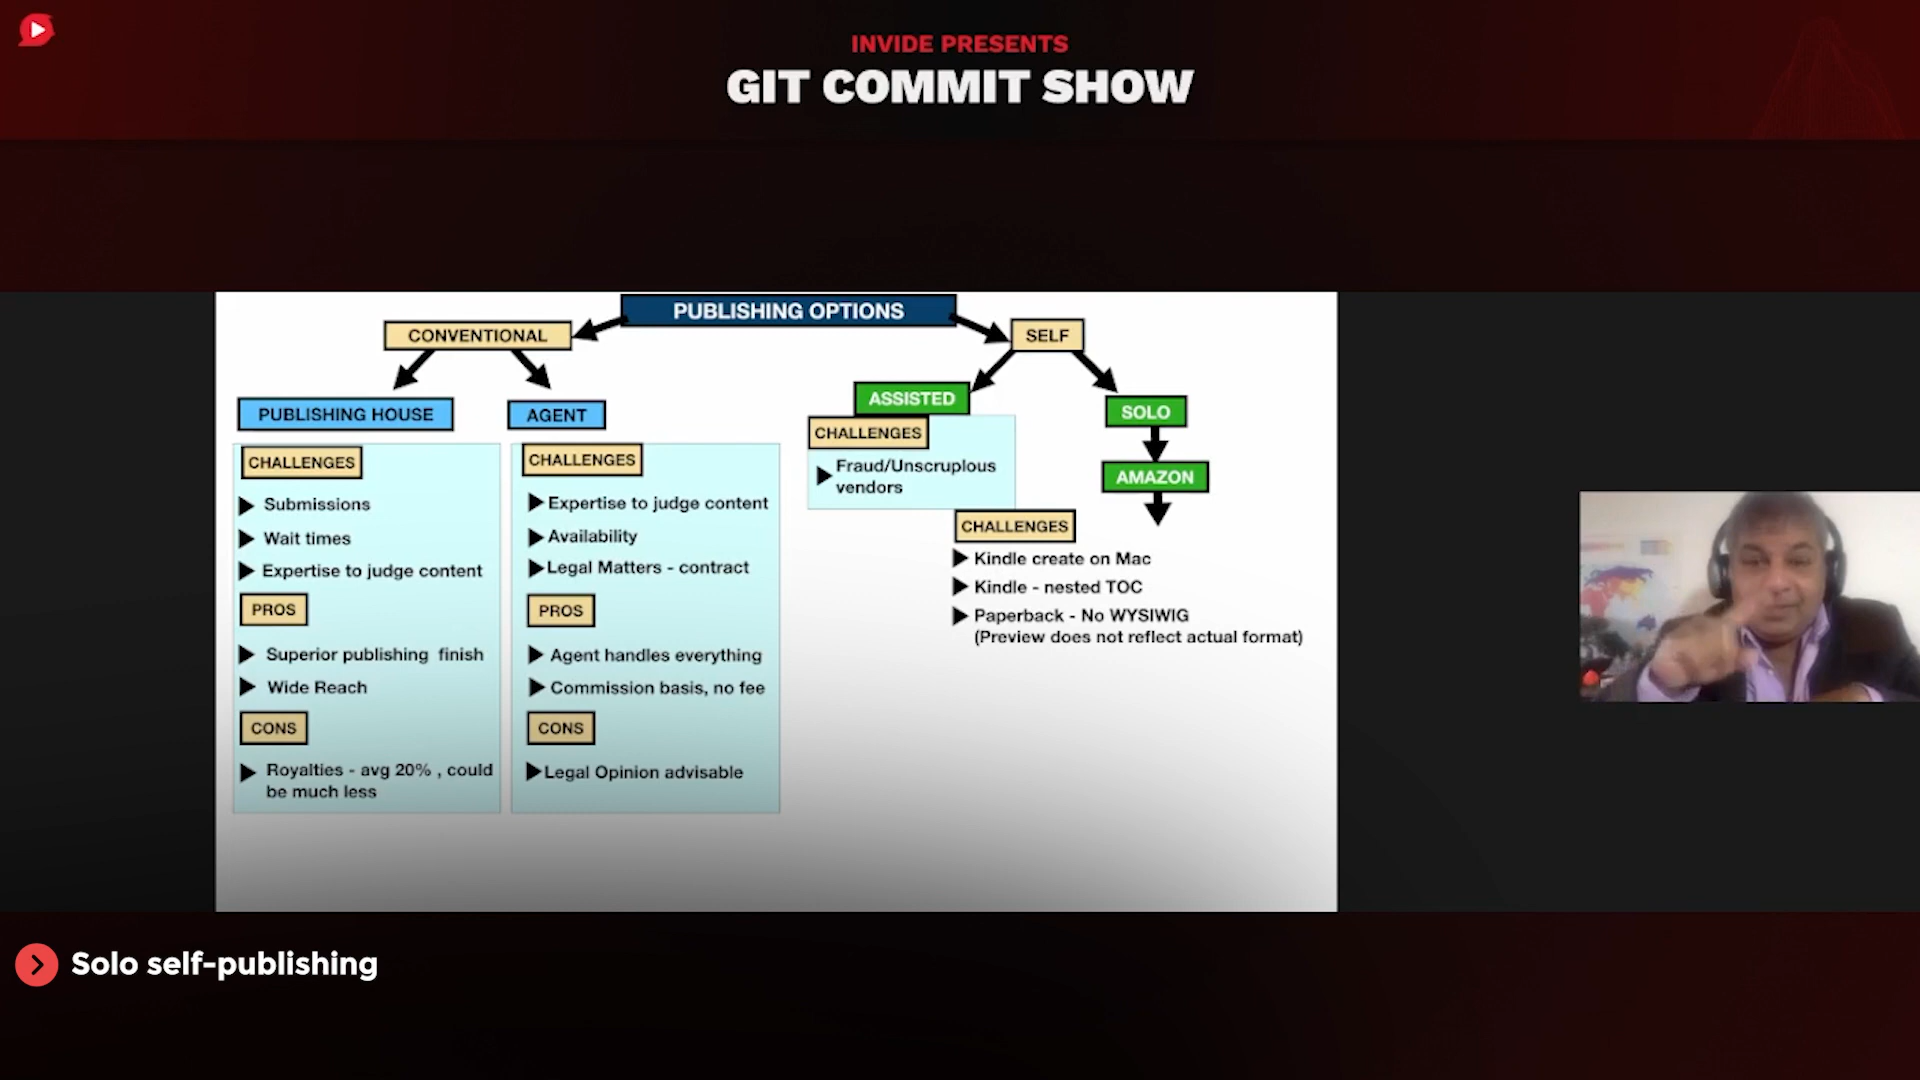 INVIDE PRESENTS
GIT COMMIT SHOW
PUBLISHING OPTIONS
CONVENTIONAL
SELF
PUBLISHING HOUSE
AGENT
ASSISTED
SOLO
AMAZON
CHALLENGES
Submissions
Wait times
Expertise to judge content
PROS
Superior publishing finish
Wide Reach
CONS
Royalties - avg 20% , could
be much less
CHALLENGES
Expertise to judge content
Availability
Legal Matters - contract
PROS
Agent handles everything
Commission basis, no fee
CONS
Legal Opinion advisable
CHALLENGES
Fraud/Unscruplous
vendors
CHALLENGES
Kindle create on Mac
Kindle - nested TOC
Paperback - No WYSIWIG
(Preview does not reflect actual format)
Solo self-publishing